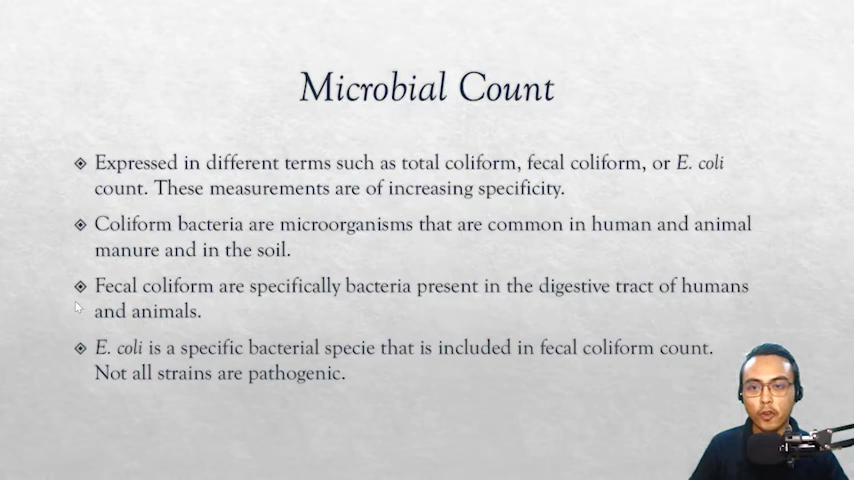 Microbial Count
Expressed in different terms such as total coliform, fecal coliform, or E. coli
count. These measurements are of increasing specificity.
Coliform bacteria are microorganisms that are common in human and animal
manure and in the soil.
Fecal coliform are specifically bacteria present in the digestive tract of humans
and animals.
E. coli is a specific bacterial specie that is included in fecal coliform count.
Not all strains are pathogenic.